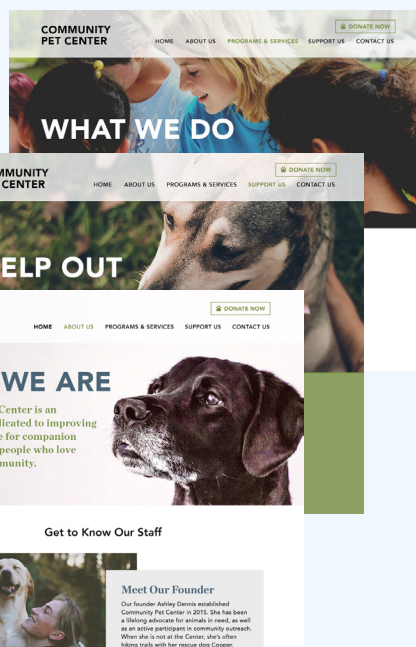 COMMUNITY
PET CENTER
DONATE NOW
HOME ABOUT US PROGRAMS & SERVICES SUPPORT US CONTACT US
WHAT WE DO
MMUNITY
CENTER
DONATE NOW
HOME ABOUT US PROGRAMS & SERVICES SUPPORT US CONTACT US
ELP OUT
DONATE NOW
HOME ABOUT US PROGRAMS & SERVICES SUPPORT US CONTACT US
WE ARE
Center is an
licated to improving
e for companion
people who love
munity.
Get to Know Our Staff
Meet Our Founder
Our founder Ashley Dennis established
Community Pet Center in 2015. She has been
a lifelong advocate for animals in need, as well
as an active participant in community outreach.
When she is not at the Center, she's often
hiking trails with her rescue dog Cooper.